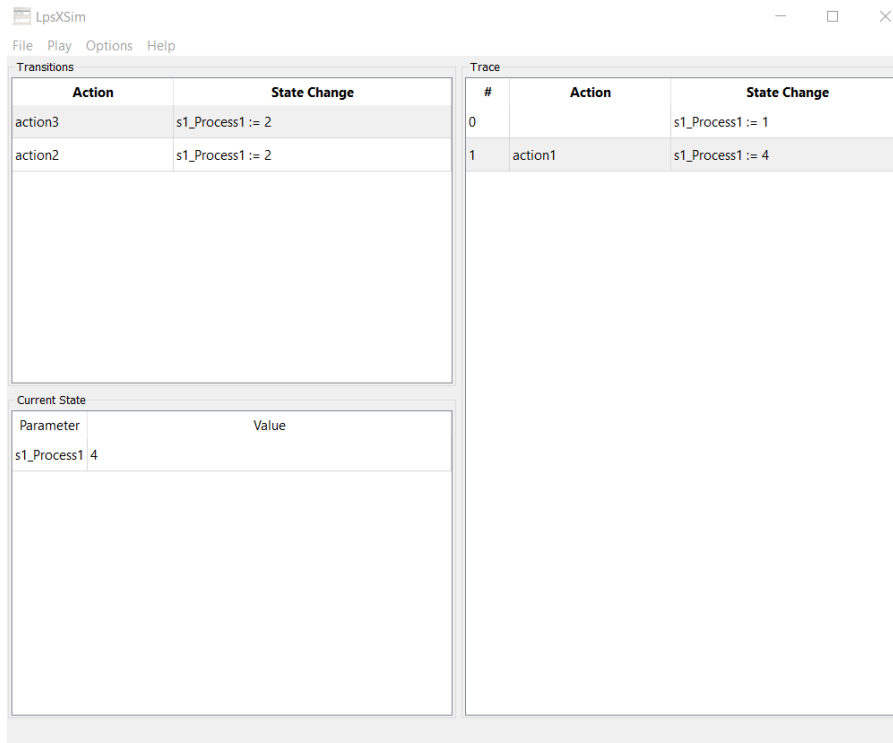 LpsXSim
File Play Options Help
Transitions
Action State Change
action3 s1_Process1 := 2
action2 s1_Process1 := 2
Current State
Parameter Value
s1_Process1 4
Trace
# Action State Change
0 s1_Process1 := 1
1 action1 s1_Process1 := 4